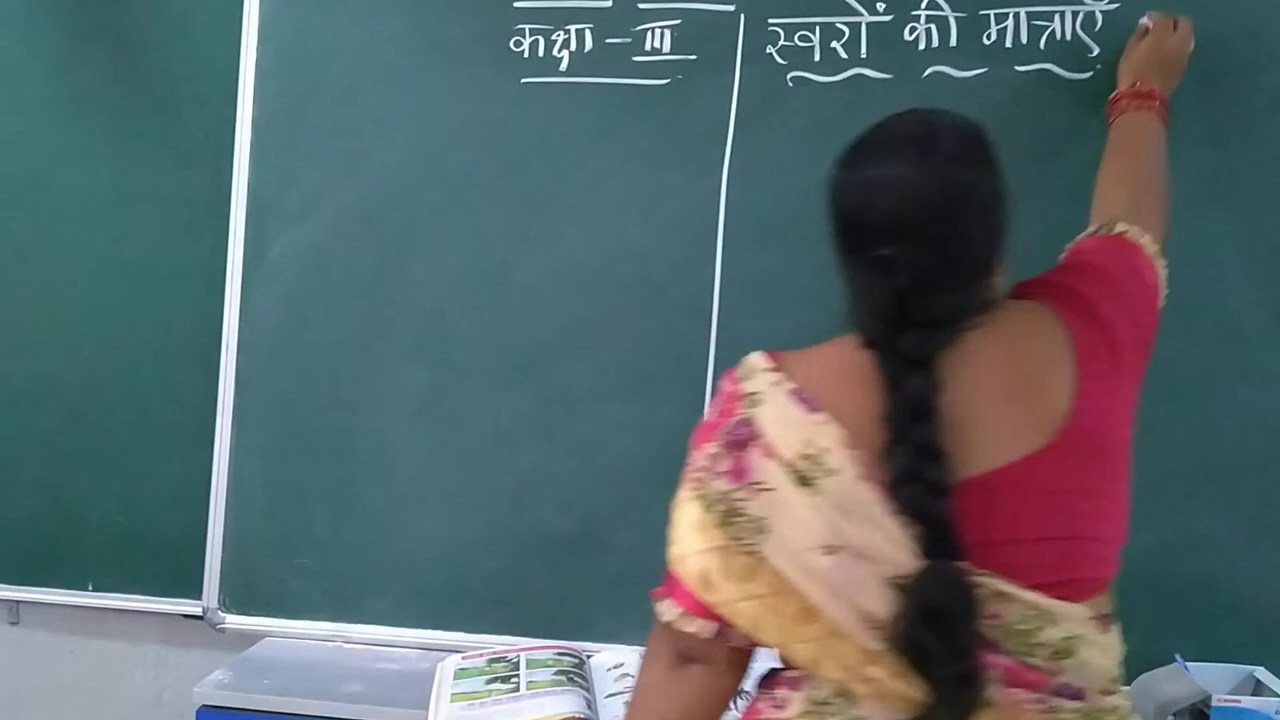 कक्षा - III
स्वरों की मात्राएँ